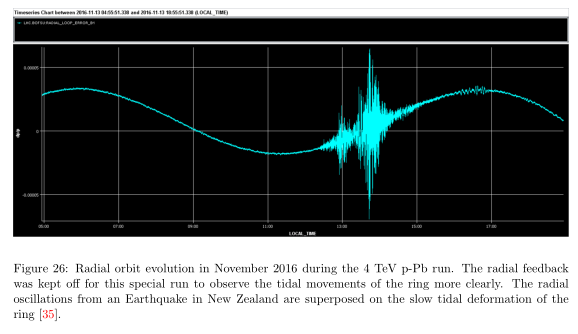 Timeseries Chart between 2016-11-13 04:55:51.330 and 2016-11-13 18:55:51.330 (LOCAL_TIME)
LHC.BOFSU:RADIAL_LOOP_ERROR_B1
0.00005
0
-0.00005
dp/p
05:00 07:00 09:00 11:00 13:00 15:00 17:00
LOCAL_TIME
Figure 26: Radial orbit evolution in November 2016 during the 4 TeV p-Pb run. The radial feedback
was kept off for this special run to observe the tidal movements of the ring more clearly. The radial
oscillations from an Earthquake in New Zealand are superposed on the slow tidal deformation of the
ring [35].